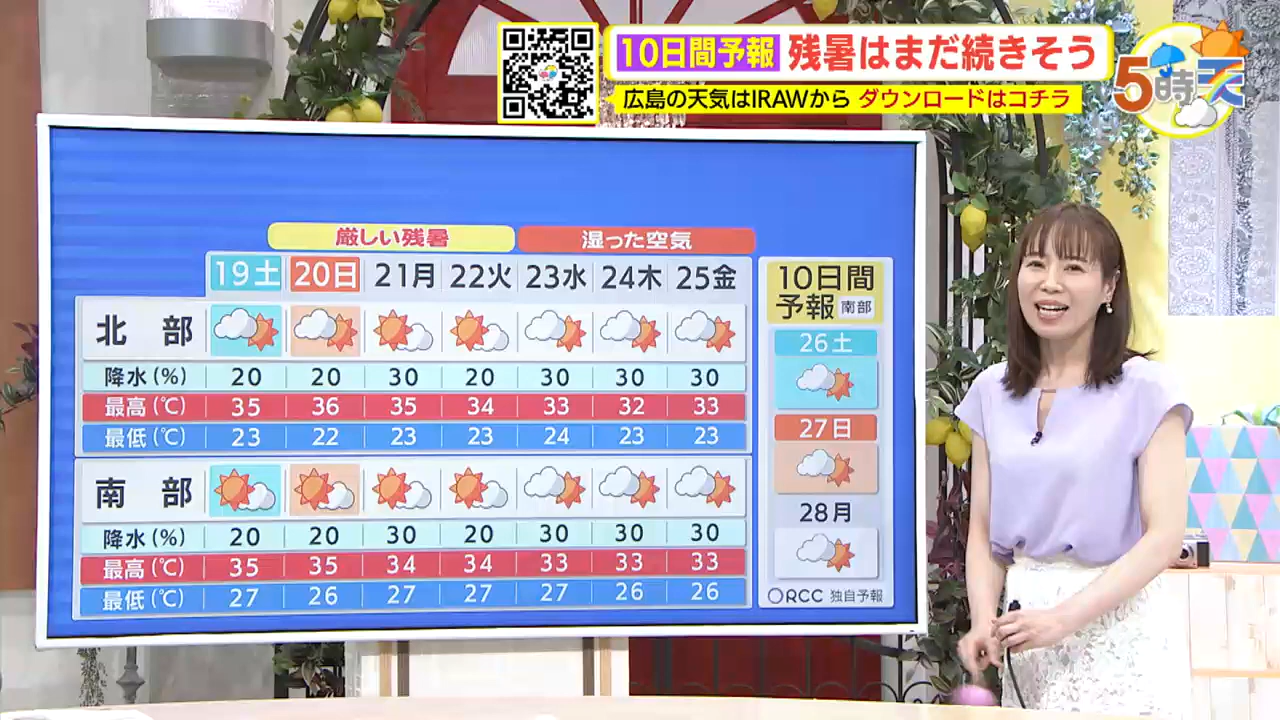 10日間予報 残暑はまだ続きそう
広島の天気はIRAWから ダウンロードはコチラ
5時天
厳しい残暑 湿った空気
19土 20日 21月 22火 23水 24木 25金
北部
降水(%) 20 20 30 20 30 30 30
最高(℃) 35 36 35 34 33 32 33
最低(℃) 23 22 23 23 24 23 23
南部
降水(%) 20 20 30 20 30 30 30
最高(℃) 35 35 34 34 33 33 33
最低(℃) 27 26 27 27 27 26 26
10日間
予報 南部
26土
27日
28月
RCC 独自予報